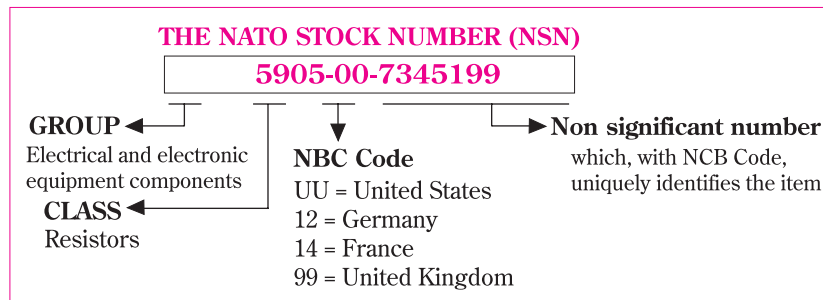 THE NATO STOCK NUMBER (NSN)
5905-00-7345199
GROUP
Electrical and electronic
equipment components
CLASS
Resistors
NBC Code
UU = United States
12 = Germany
14 = France
99 = United Kingdom
Non significant number
which, with NCB Code,
uniquely identifies the item